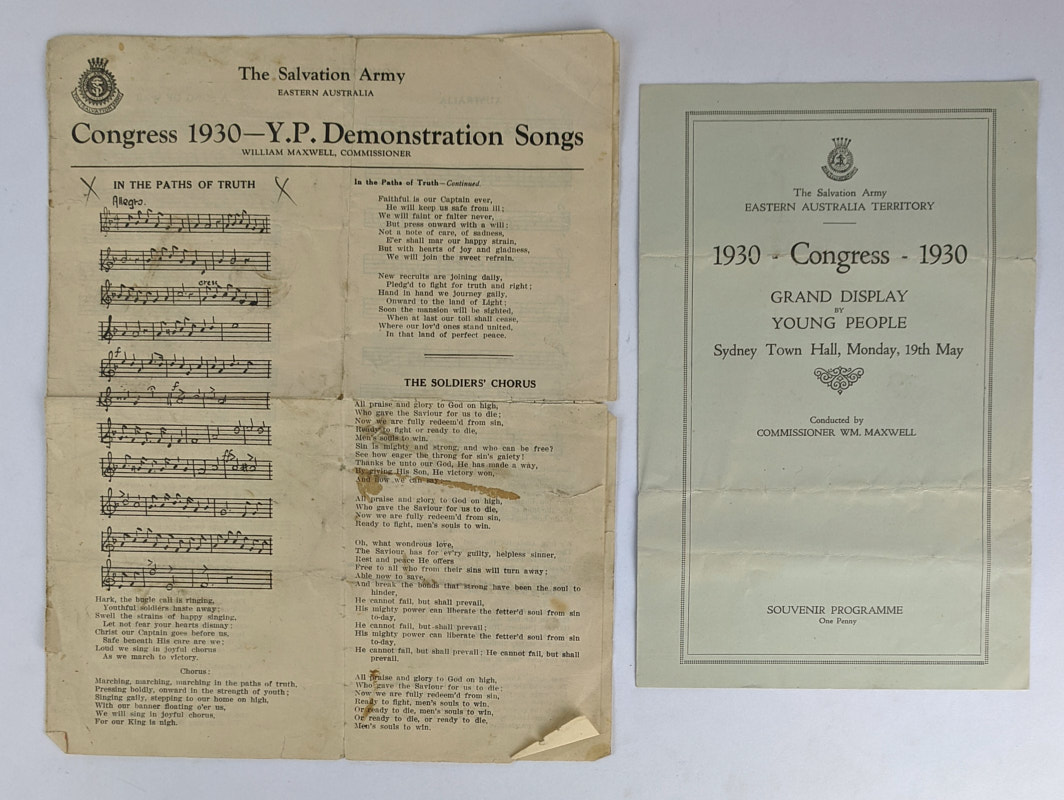 The Salvation Army
EASTERN AUSTRALIA
Congress 1930—Y.P. Demonstration Songs
WILLIAM MAXWELL, COMMISSIONER
X IN THE PATHS OF TRUTH X
Allegro.
cresc
f
f
ff
Hark, the bugle call is ringing,
Youthful soldiers haste away;
Swell the strains of happy singing,
Let not fear your hearts dismay;
Christ our Captain goes before us,
Safe beneath His care are we;
Loud we sing in joyful chorus
As we march to victory.
Chorus:
Marching, marching, marching in the paths of truth,
Pressing boldly, onward in the strength of youth;
Singing gaily, stepping to our home on high,
With our banner floating o'er us,
We will sing in joyful chorus,
For our King is nigh.
In the Paths of Truth—Continued.
Faithful is our Captain ever,
He will keep us safe from ill;
We will faint or falter never,
But press onward with a will;
Not a note of care, of sadness,
E'er shall mar our happy strain,
But with hearts of joy and gladness,
We will join the sweet refrain.
New recruits are joining daily,
Pledg'd to fight for truth and right;
Hand in hand we journey gaily,
Onward to the land of Light;
Soon the mansion will be sighted,
When at last our toil shall cease,
Where our lov'd ones stand united,
In that land of perfect peace.
THE SOLDIERS' CHORUS
All praise and glory to God on high,
Who gave the Saviour for us to die;
Now we are fully redeem'd from sin,
Ready to fight or ready to die,
Men's souls to win.
Sin is mighty and strong, and who can be free?
See how eager the throng for sin's gaiety!
Thanks be unto our God, He has made a way,
By giving His Son, He victory won,
And now we can say
All praise and glory to God on high,
Who gave the Saviour for us to die,
Now we are fully redeem'd from sin,
Ready to fight, men's souls to win.
Oh, what wondrous love,
The Saviour has for ev'ry guilty, helpless sinner,
Rest and peace He offers
Free to all who from their sins will turn away;
Able now to save,
And break the bonds that strong have been the soul to
hinder,
He cannot fail, but shall prevail,
His mighty power can liberate the fetter'd soul from sin
to-day,
He cannot fail, but shall prevail;
His mighty power can liberate the fetter'd soul from sin
to-day.
He cannot fail, but shall prevail; He cannot fail, but shall
prevail.
All praise and glory to God on high,
Who gave the Saviour for us to die;
Now we are fully redeem'd from sin,
Ready to fight, men's souls to win.
Or ready to die, men's souls to win,
Or ready to die, or ready to die,
Men's souls to win.
The Salvation Army
EASTERN AUSTRALIA TERRITORY
1930 - Congress - 1930
GRAND DISPLAY
BY
YOUNG PEOPLE
Sydney Town Hall, Monday, 19th May
Conducted by
COMMISSIONER WM. MAXWELL
SOUVENIR PROGRAMME
One Penny